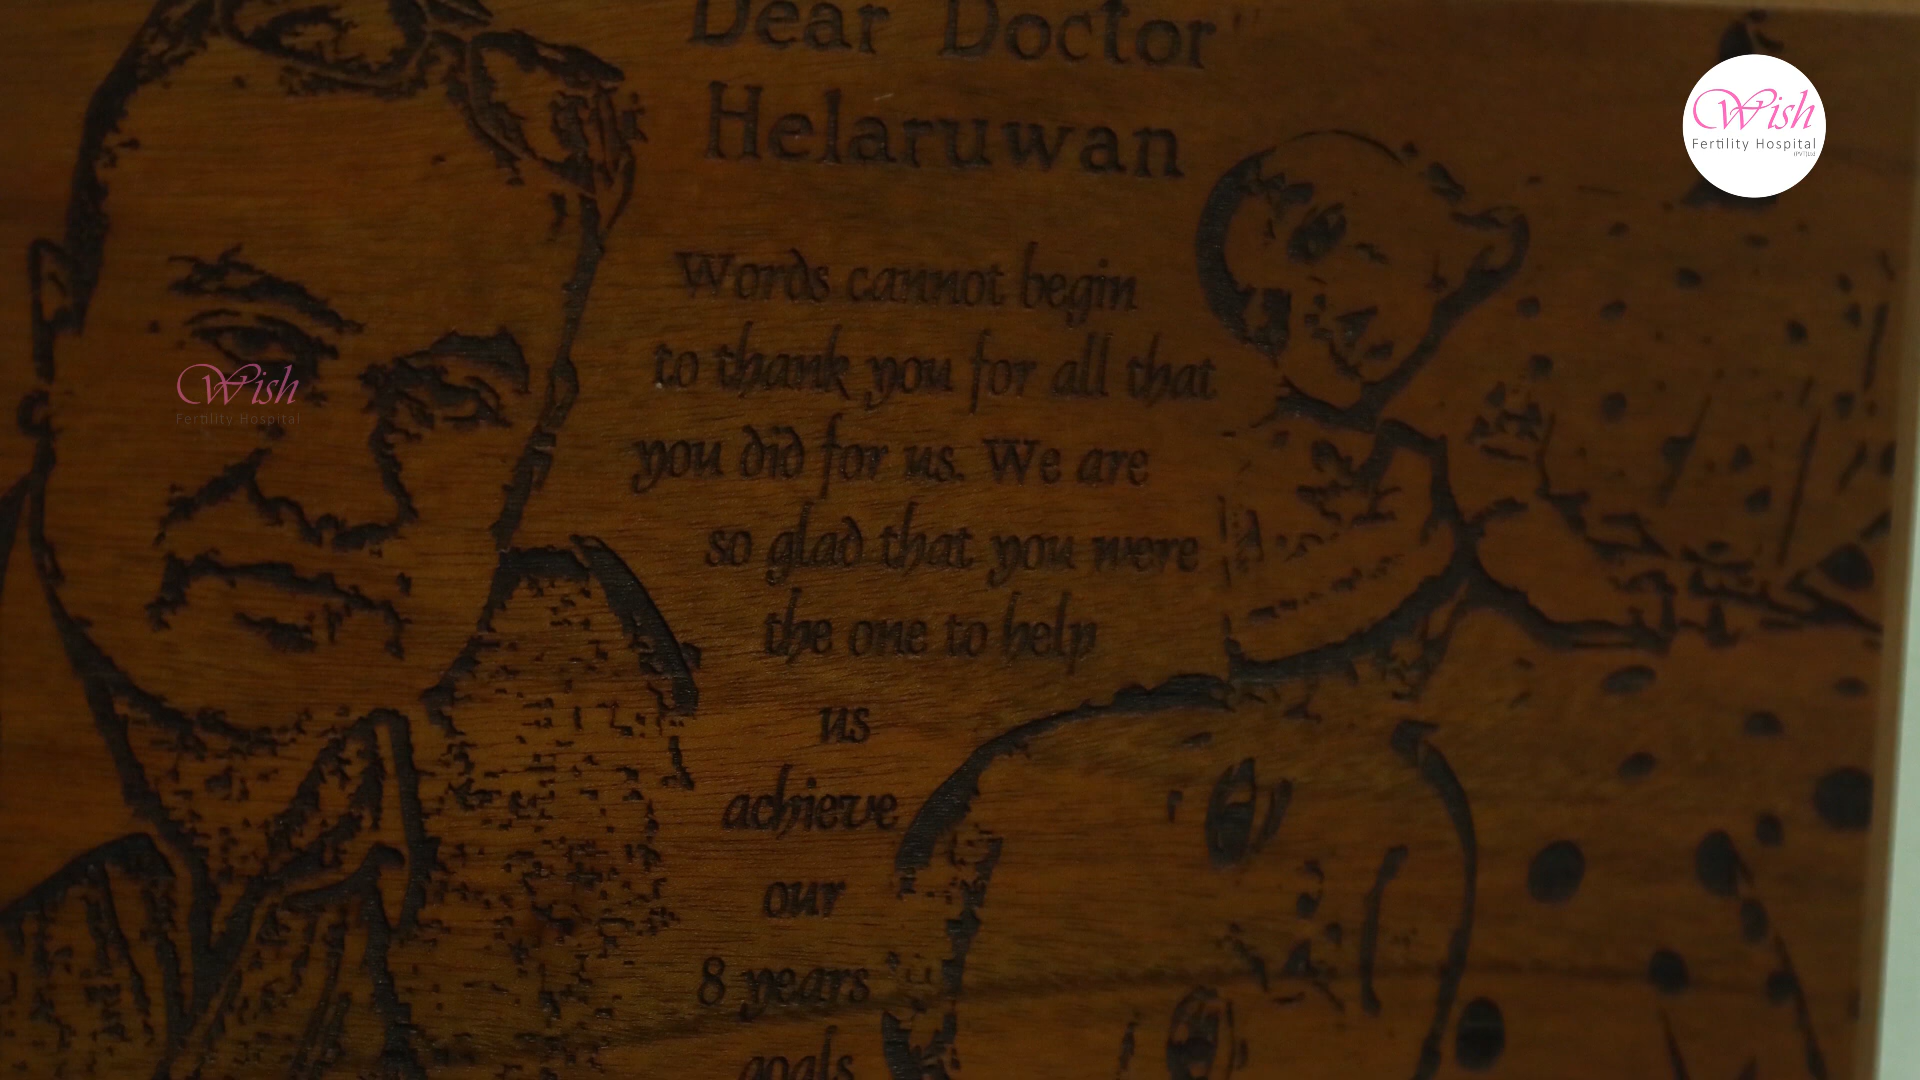 Dear Doctor
Helaruwan
Words cannot begin
to thank you for all that
you did for us. We are
so glad that you were
the one to help
us
achieve
our
8 years
goals
Wish
Fertility Hospital
Wish
Fertility Hospital